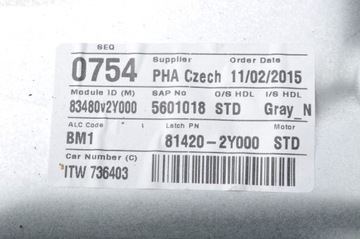 SEQ Supplier Order Date
0754 PHA Czech 11/02/2015
Module ID (M) SAP No O/S HDL I/S HDL
83480v2Y000 5601018 STD Gray_N
ALC Code Latch PN Motor
BM1 81420-2Y000 STD
Car Number (C)
ITW 736403